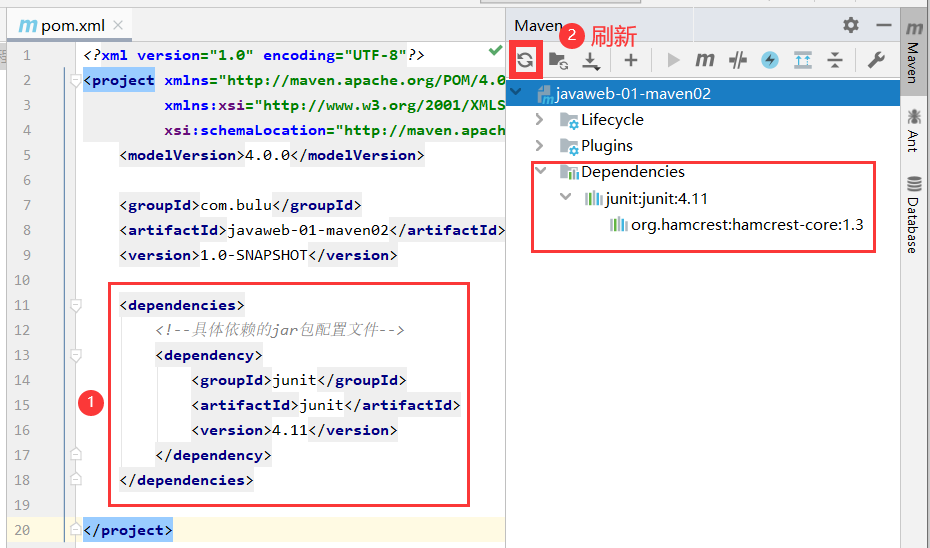 pom.xml
1 <?xml version="1.0" encoding="UTF-8"?>
2 <project xmlns="http://maven.apache.org/POM/4.0
3 xmlns:xsi="http://www.w3.org/2001/XMLS
4 xsi:schemaLocation="http://maven.apach
5 <modelVersion>4.0.0</modelVersion>
6
7 <groupId>com.bulu</groupId>
8 <artifactId>javaweb-01-maven02</artifactId>
9 <version>1.0-SNAPSHOT</version>
10
11 <dependencies>
12 <!--具体依赖的jar包配置文件-->
13 <dependency>
14 <groupId>junit</groupId>
15 <artifactId>junit</artifactId>
16 <version>4.11</version>
17 </dependency>
18 </dependencies>
19
20 </project>
1
Maven
2 刷新
javaweb-01-maven02
Lifecycle
Plugins
Dependencies
junit:junit:4.11
org.hamcrest:hamcrest-core:1.3
Maven
Ant
Database